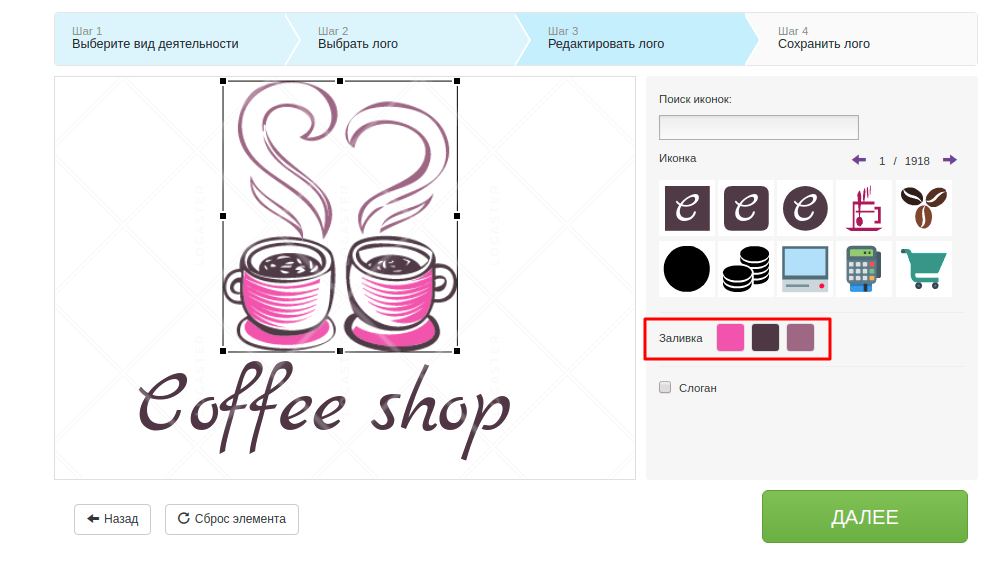 Шаг 1
Выберите вид деятельности
Шаг 2
Выбрать лого
Шаг 3
Редактировать лого
Шаг 4
Сохранить лого
Coffee shop
Поиск иконок:
Иконка
1 / 1918
C C C
Заливка
Слоган
Назад
Сброс элемента
ДАЛЕЕ